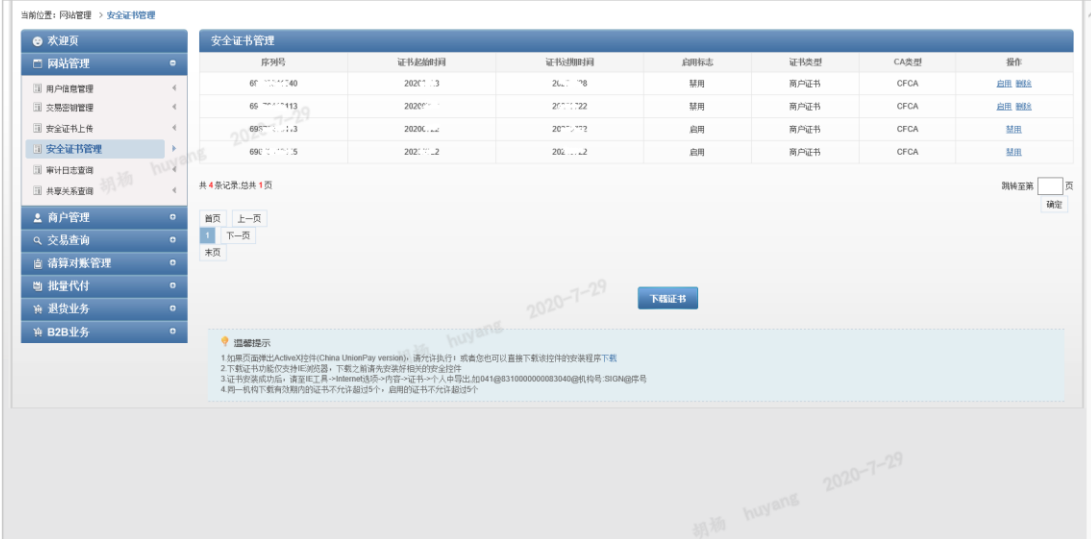 当前位置：网站管理 > 安全证书管理
欢迎页
网站管理
用户信息管理
交易密钥管理
安全证书上传
安全证书管理
审计日志查询
共享关系查询
商户管理
交易查询
清算对账管理
批量代付
退货业务
B2B业务
安全证书管理
序列号 证书起始时间 证书过期时间 启用标志 证书类型 CA类型 操作
禁用 商户证书 CFCA 启用 删除
禁用 商户证书 CFCA 启用 删除
启用 商户证书 CFCA 禁用
启用 商户证书 CFCA 禁用
共 4 条记录,总共 1 页
跳转至第 页
确定
首页 上一页
1 下一页
末页
下载证书
温馨提示
1.如果页面弹出ActiveX控件(China UnionPay version)，请允许执行！或者您也可以直接下载该控件的安装程序下载
2.下载证书功能仅支持IE浏览器，下载之前请先安装好相关的安全控件
3.证书安装成功后，请至IE工具->Internet选项->内容->证书->个人中导出,如041@8310000000083040@机构号:SIGN@序号
4.同一机构下载有效期内的证书不允许超过5个，启用的证书不允许超过5个
胡杨 huyang 2020-7-29
胡杨 huyang 2020-7-29
胡杨 huyang 2020-7-29